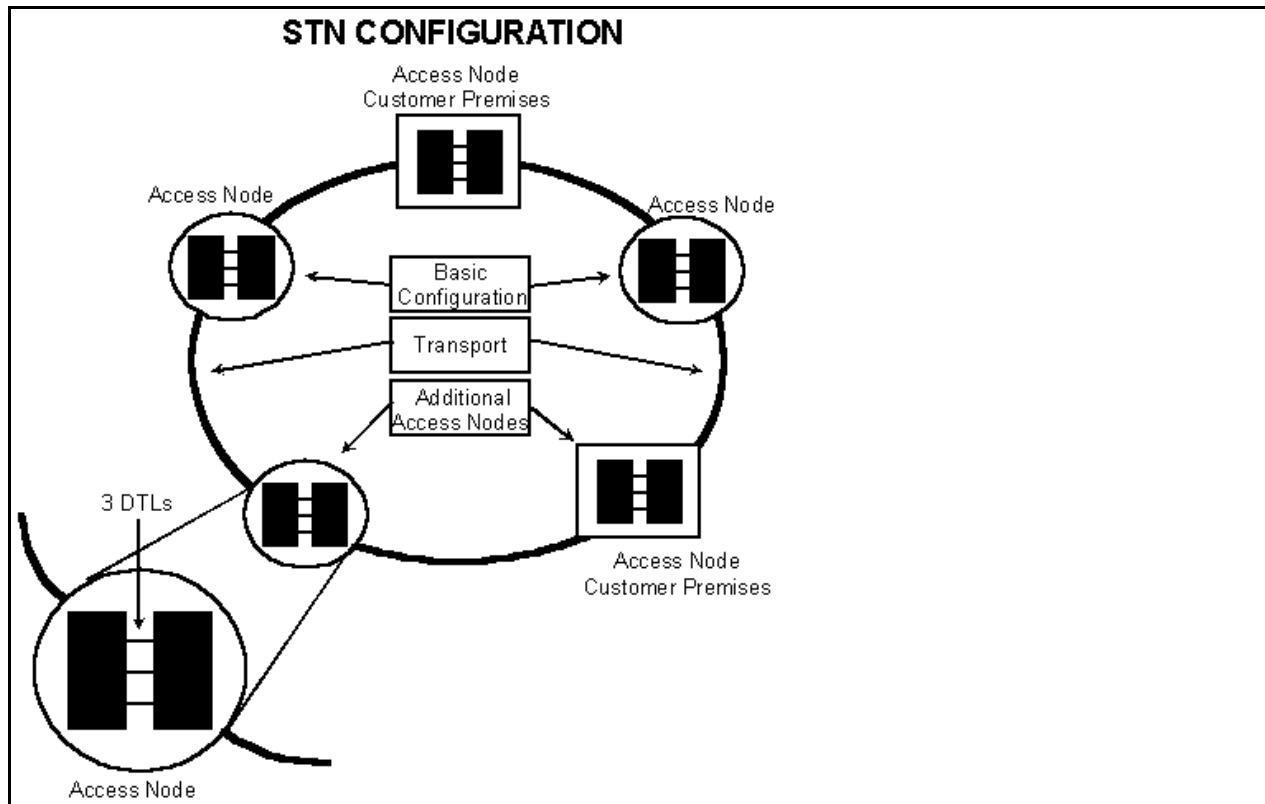 STN CONFIGURATION
Access Node
Customer Premises
Access Node
Access Node
Basic
Configuration
Transport
Additional
Access Nodes
3 DTLs
Access Node
Customer Premises
Access Node